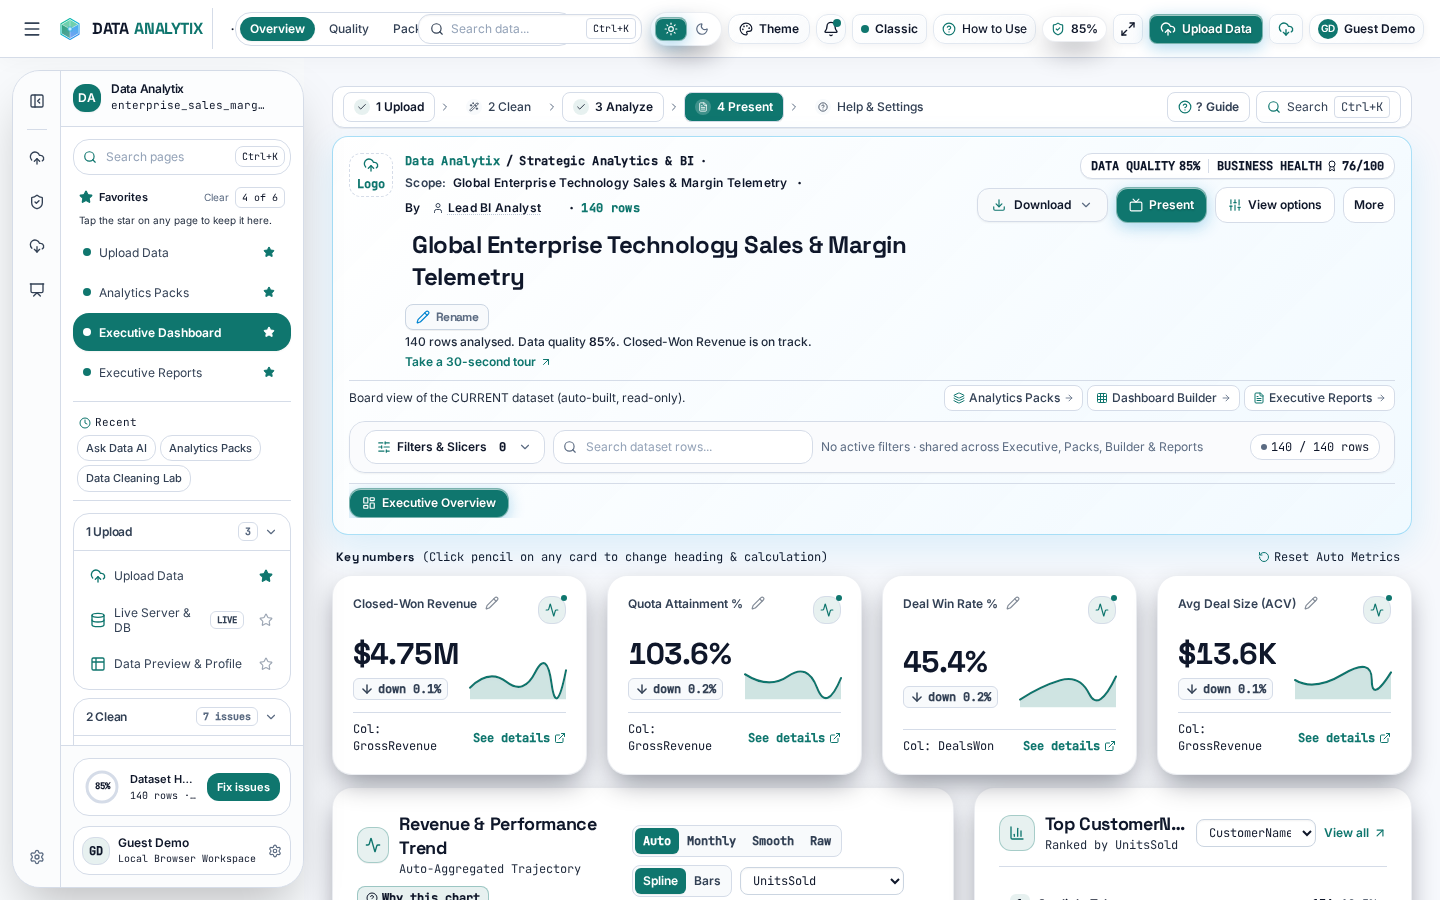 DATA ANALYTIX
Overview
Quality
Search data...
Ctrl+K
Theme
Classic
How to Use
85%
Upload Data
GD
Guest Demo
DA
Data Analytix
enterprise_sales_marg…
Search pages
Ctrl+K
Favorites
Clear
4 of 6
Tap the star on any page to keep it here.
Upload Data
Analytics Packs
Executive Dashboard
Executive Reports
Recent
Ask Data AI
Analytics Packs
Data Cleaning Lab
1 Upload
3
Upload Data
Live Server &
DB
LIVE
Data Preview & Profile
2 Clean
7 issues
85%
Dataset H...
140 rows ·…
Fix issues
GD
Guest Demo
Local Browser Workspace
1 Upload
2 Clean
3 Analyze
4 Present
Help & Settings
? Guide
Search
Ctrl+K
Logo
Data Analytix / Strategic Analytics & BI ·
Scope: Global Enterprise Technology Sales & Margin Telemetry ·
By Lead BI Analyst · 140 rows
DATA QUALITY 85%
BUSINESS HEALTH 76/100
Download
Present
View options
More
Global Enterprise Technology Sales & Margin
Telemetry
Rename
140 rows analysed. Data quality 85%. Closed-Won Revenue is on track.
Take a 30-second tour
Board view of the CURRENT dataset (auto-built, read-only).
Analytics Packs →
Dashboard Builder →
Executive Reports →
Filters & Slicers 0
Search dataset rows...
No active filters · shared across Executive, Packs, Builder & Reports
140 / 140 rows
Executive Overview
Key numbers (Click pencil on any card to change heading & calculation)
Reset Auto Metrics
Closed-Won Revenue
$4.75M
↓ down 0.1%
Col:
GrossRevenue
See details
Quota Attainment %
103.6%
↓ down 0.2%
Col:
GrossRevenue
See details
Deal Win Rate %
45.4%
↓ down 0.2%
Col: DealsWon
See details
Avg Deal Size (ACV)
$13.6K
↓ down 0.1%
Col:
GrossRevenue
See details
Revenue & Performance
Trend
Auto-Aggregated Trajectory
Why this chart
Auto
Monthly
Smooth
Raw
Spline
Bars
UnitsSold
Top CustomerN...
Ranked by UnitsSold
CustomerName
View all